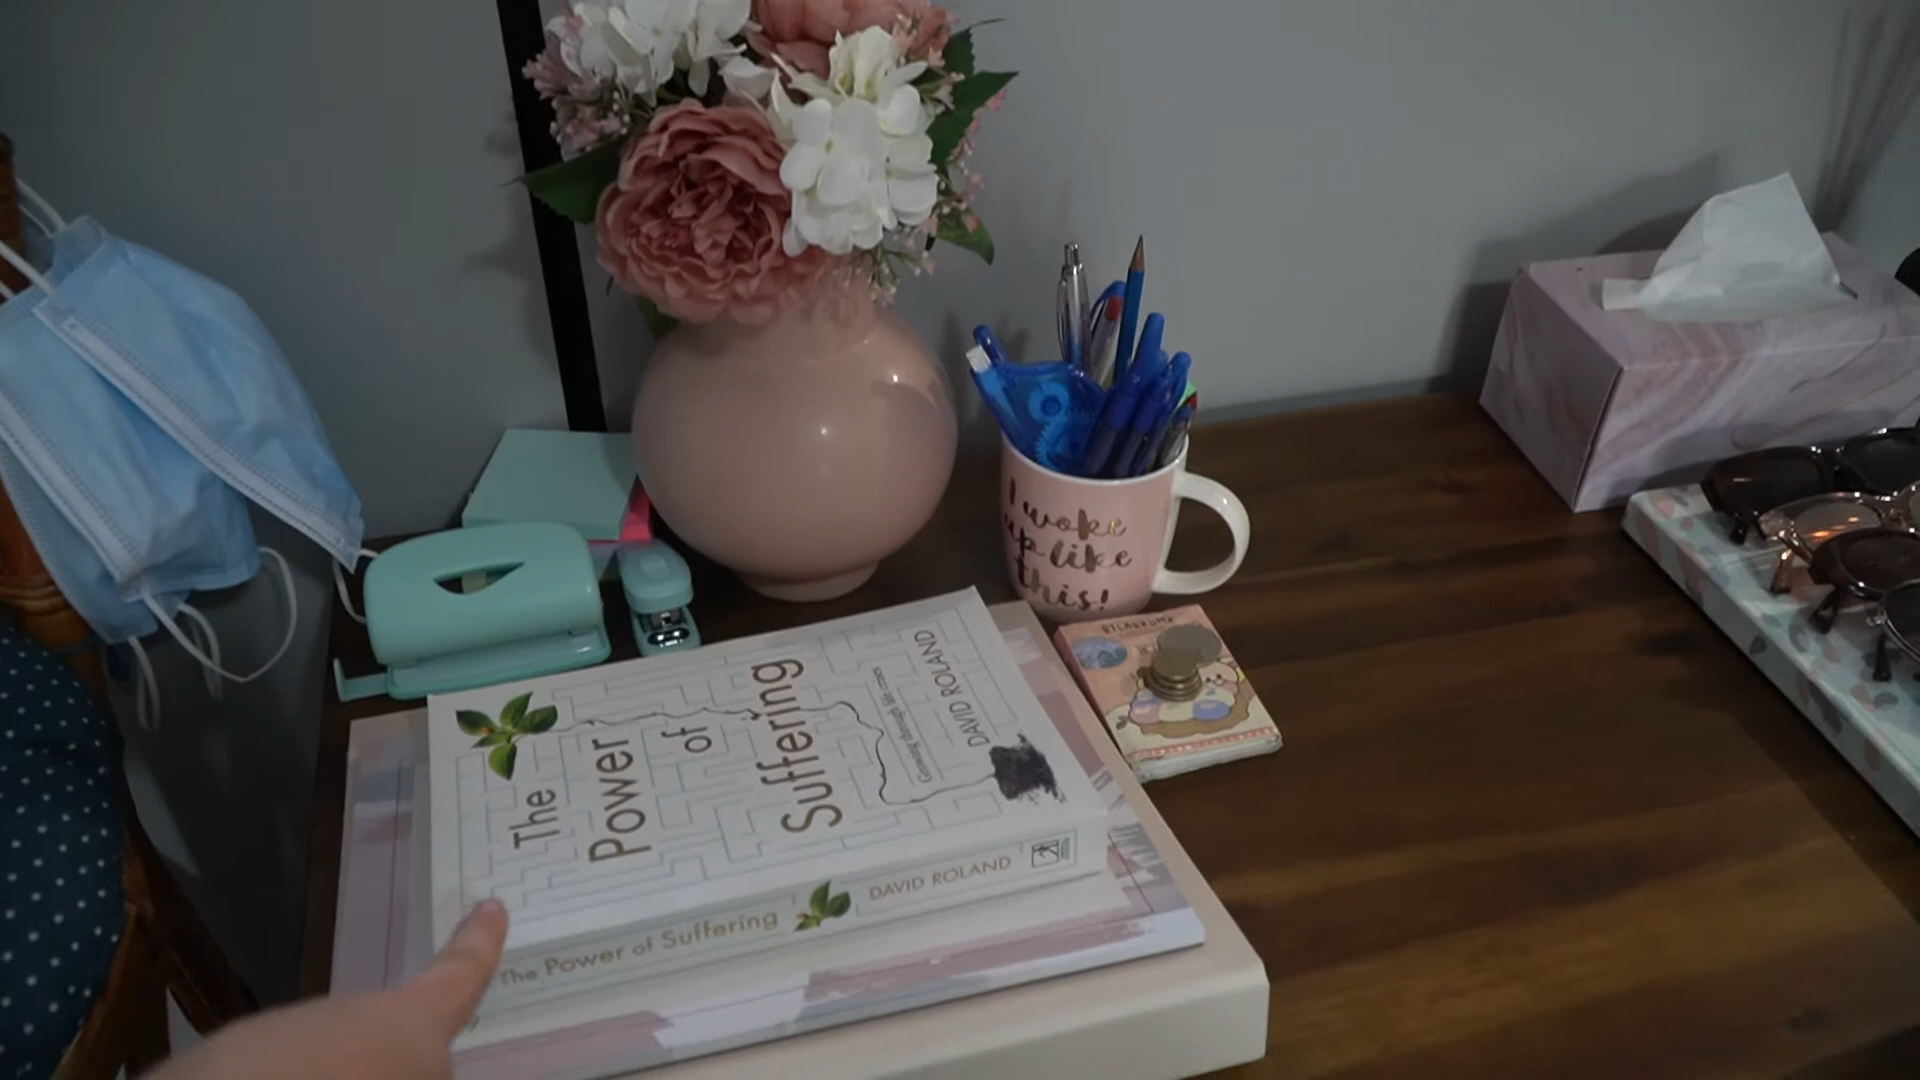 I woke
up like
this!
The
Power
of
Suffering
Growing through life crises
DAVID ROLAND
The Power of Suffering
DAVID ROLAND